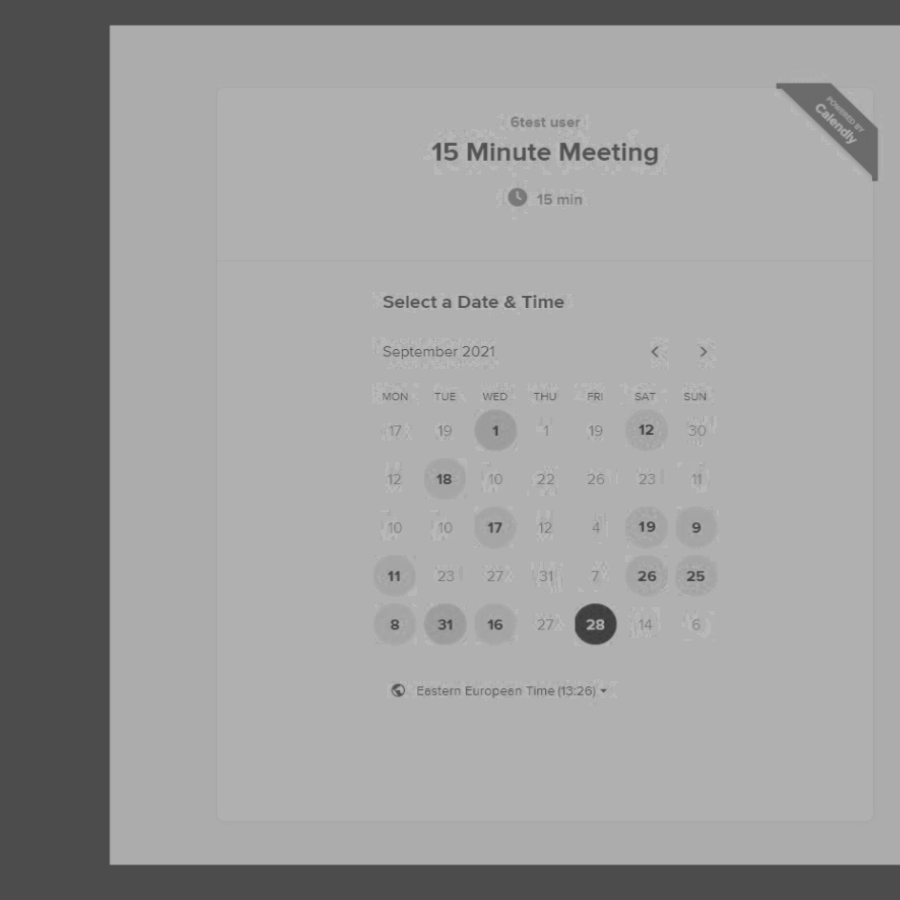 POWERED BY
Calendly
6test user
15 Minute Meeting
15 min
Select a Date & Time
September 2021
MON TUE WED THU FRI SAT SUN
17 19 1 1 19 12 30
12 18 10 22 26 23 11
10 10 17 12 4 19 9
11 23 27 31 7 26 25
8 31 16 27 28 14 6
Eastern European Time (13:26)